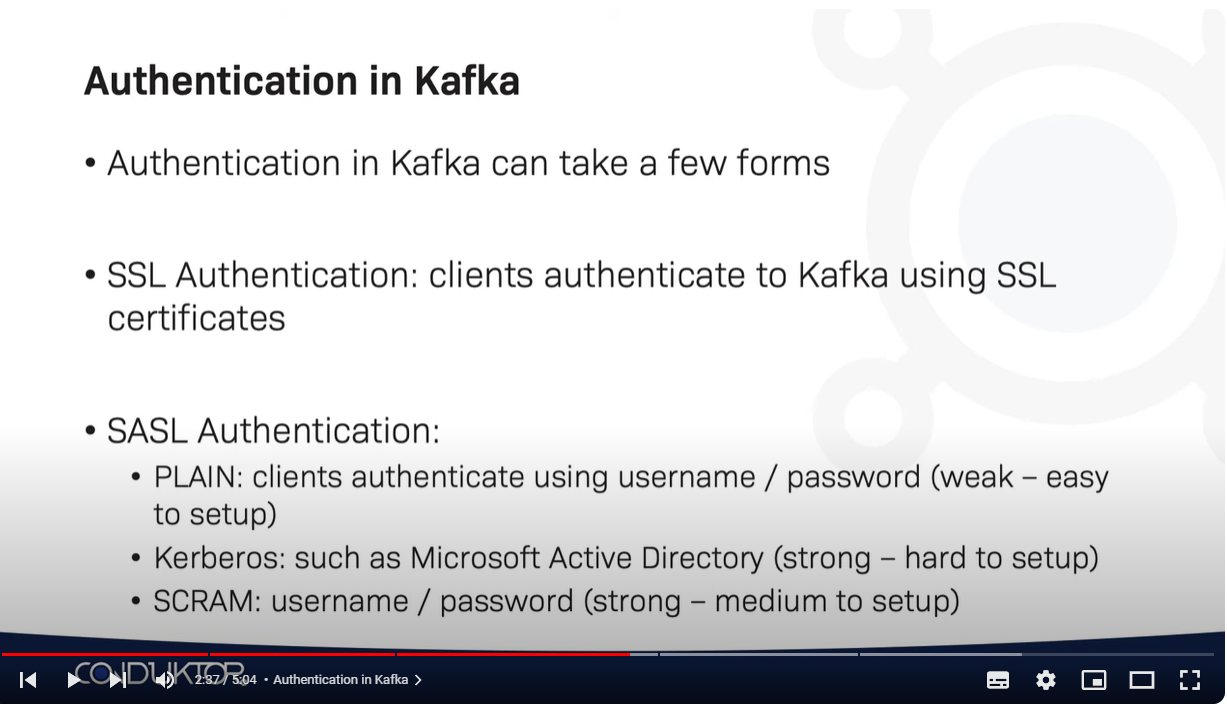 Authentication in Kafka
• Authentication in Kafka can take a few forms
• SSL Authentication: clients authenticate to Kafka using SSL
certificates
• SASL Authentication:
• PLAIN: clients authenticate using username / password (weak – easy
to setup)
• Kerberos: such as Microsoft Active Directory (strong – hard to setup)
• SCRAM: username / password (strong – medium to setup)
CONDUKTOR
2:37 / 5:04 • Authentication in Kafka